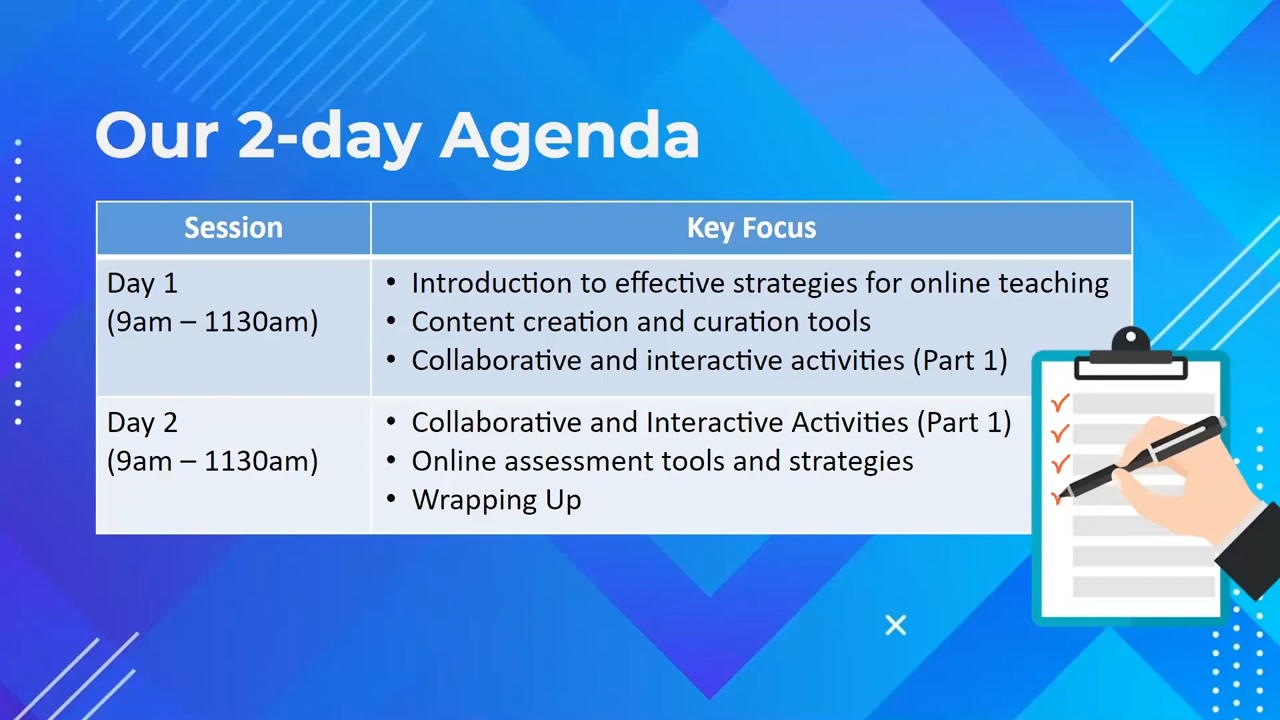 Our 2-day Agenda
Session
Key Focus
Day 1
(9am – 1130am)
• Introduction to effective strategies for online teaching
• Content creation and curation tools
• Collaborative and interactive activities (Part 1)
Day 2
(9am – 1130am)
• Collaborative and Interactive Activities (Part 1)
• Online assessment tools and strategies
• Wrapping Up